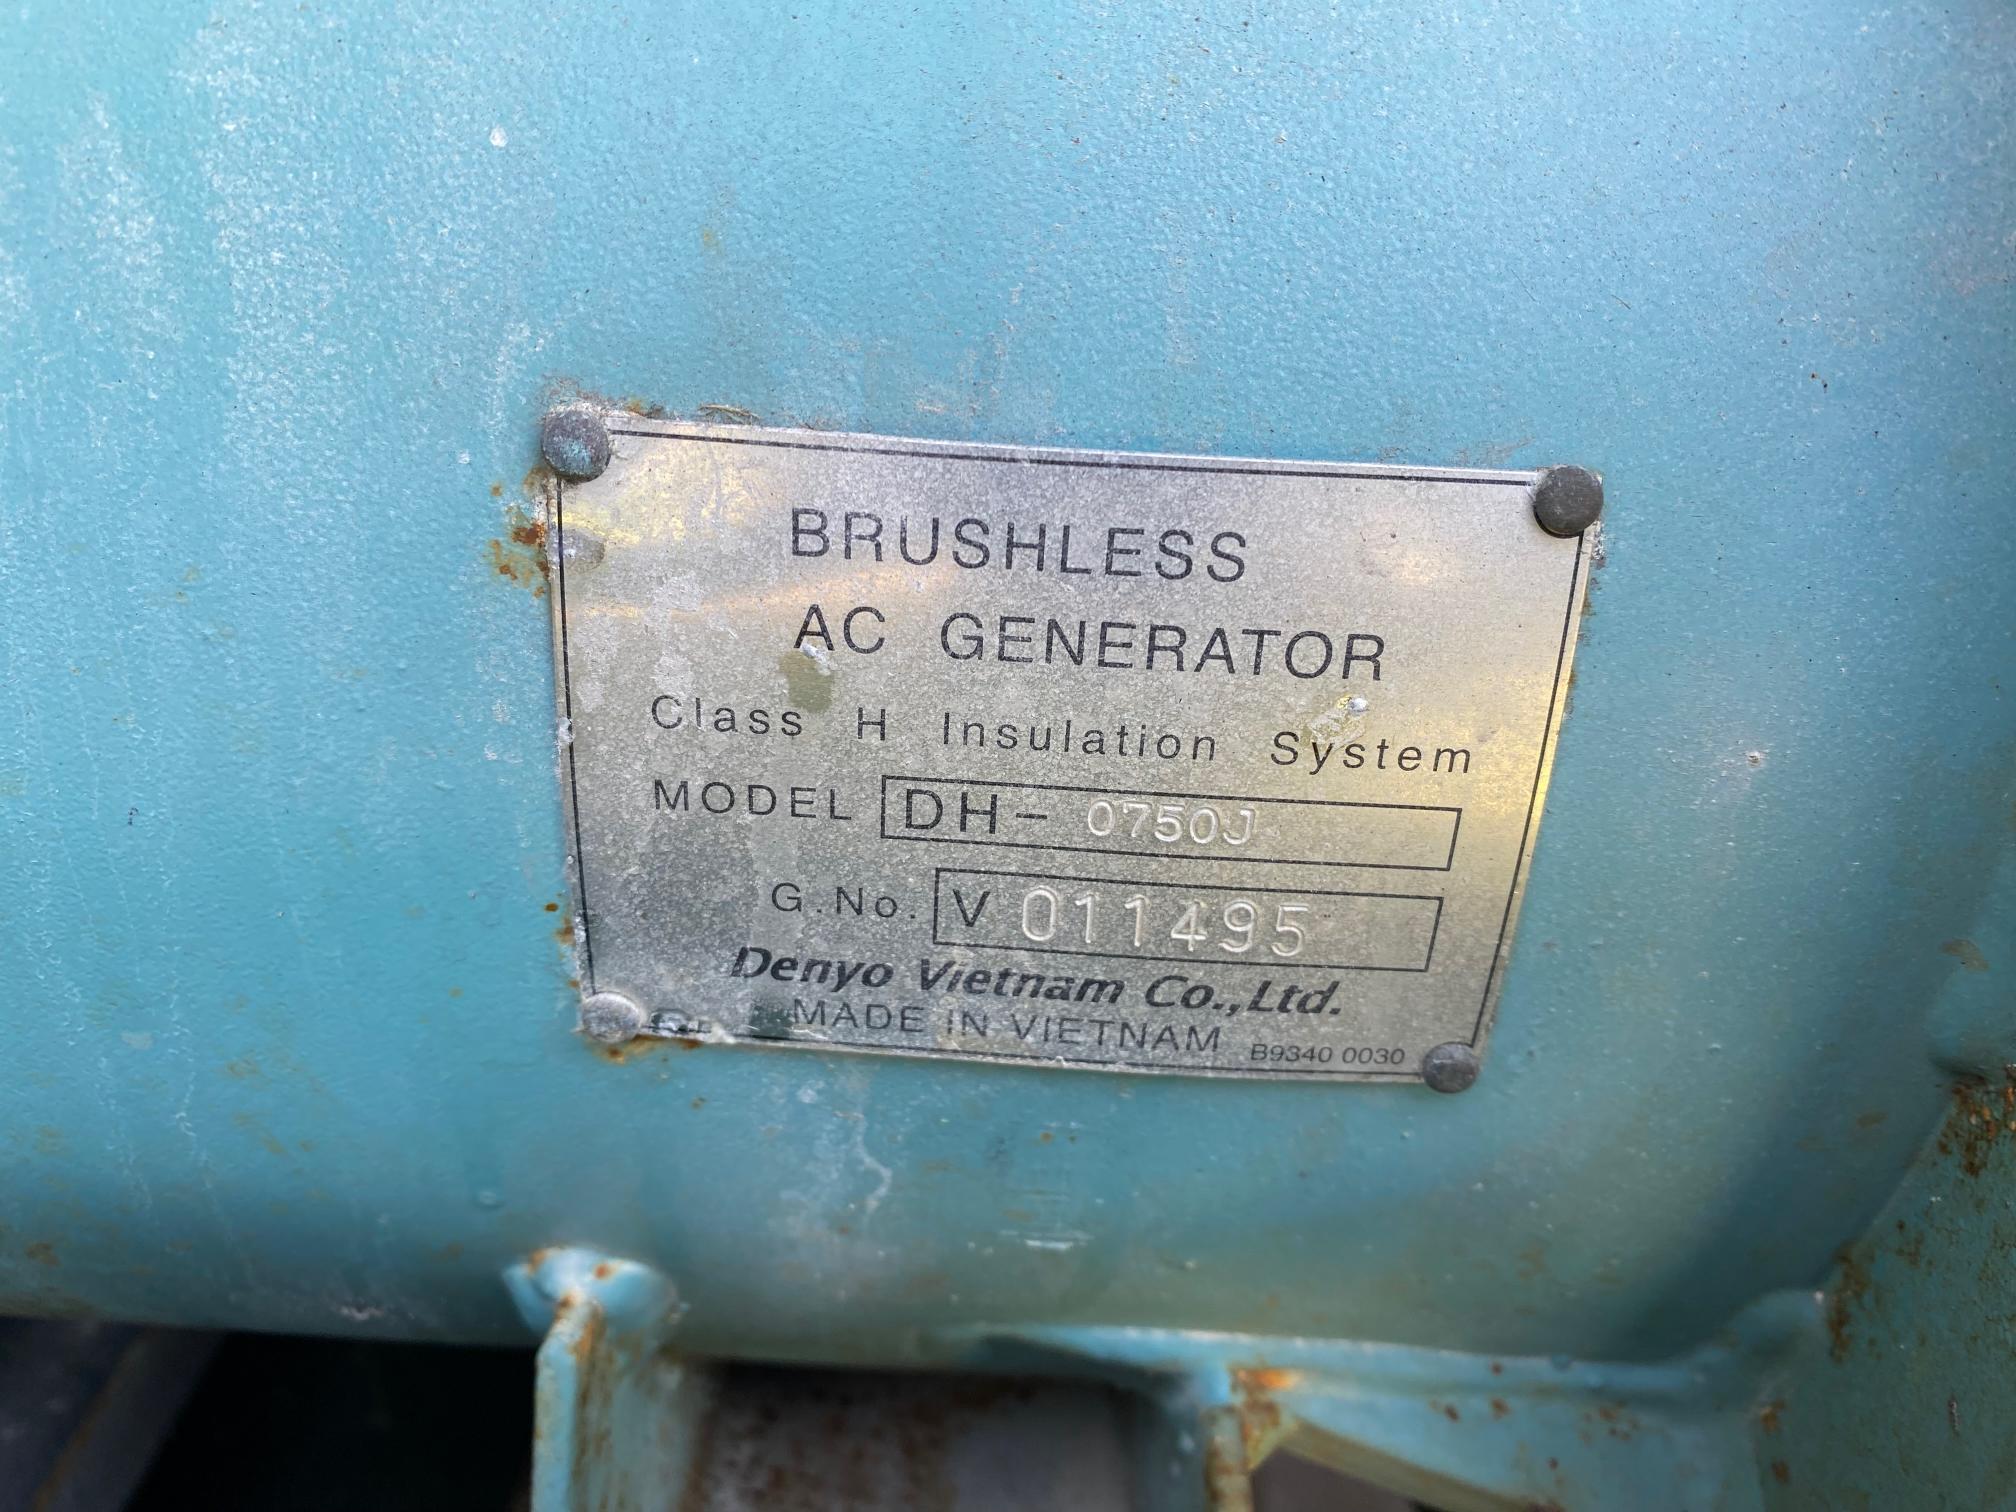 BRUSHLESS
AC GENERATOR
Class H Insulation System
MODEL DH- 0750J
G.No. V 011495
Denyo Vietnam Co.,Ltd.
MADE IN VIETNAM B9340 0030